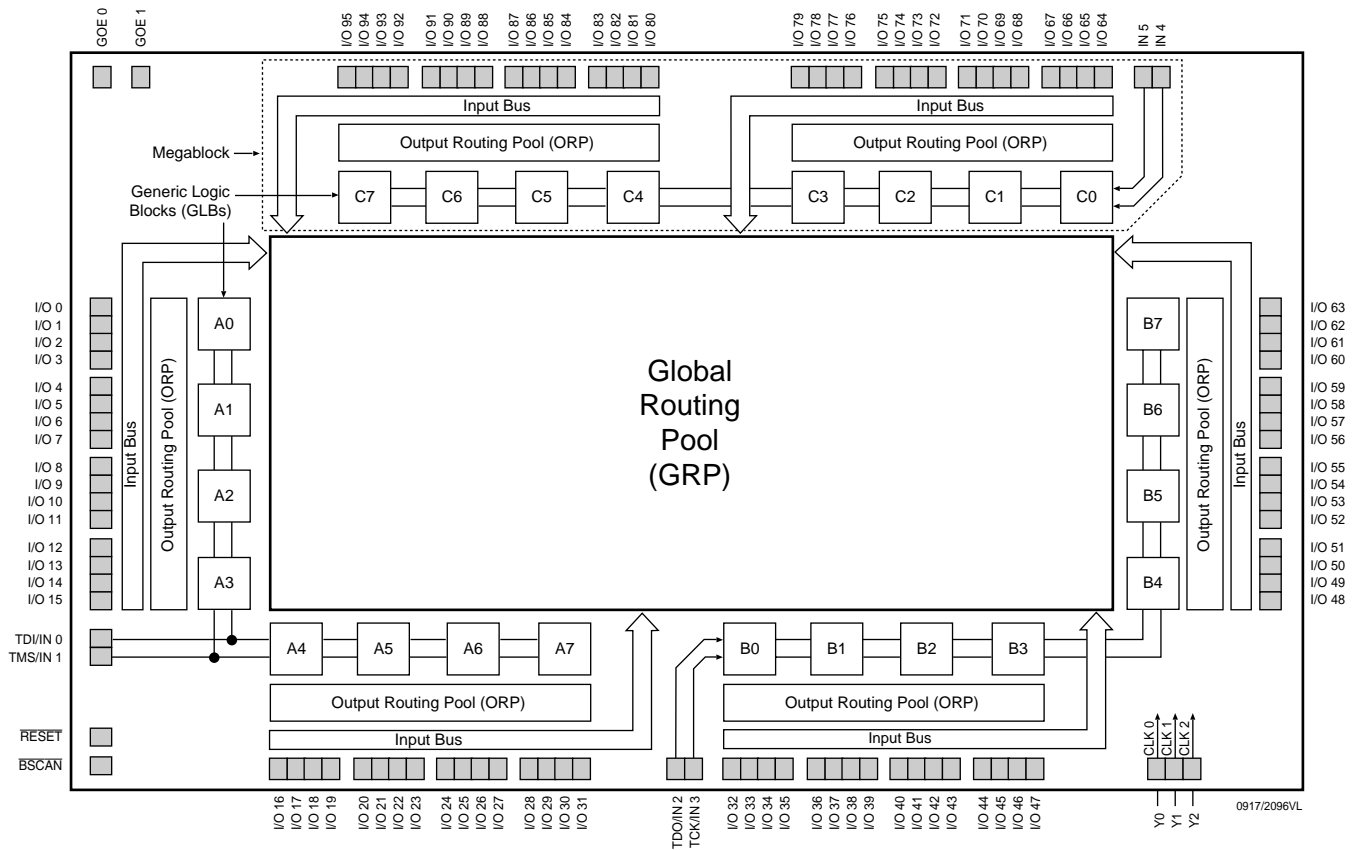 GOE 0
GOE 1
I/O 95
I/O 94
I/O 93
I/O 92
I/O 91
I/O 90
I/O 89
I/O 88
I/O 87
I/O 86
I/O 85
I/O 84
I/O 83
I/O 82
I/O 81
I/O 80
I/O 79
I/O 78
I/O 77
I/O 76
I/O 75
I/O 74
I/O 73
I/O 72
I/O 71
I/O 70
I/O 69
I/O 68
I/O 67
I/O 66
I/O 65
I/O 64
IN 5
IN 4
Input Bus
Input Bus
Output Routing Pool (ORP)
Output Routing Pool (ORP)
Megablock
Generic Logic
Blocks (GLBs)
C7
C6
C5
C4
C3
C2
C1
C0
I/O 0
I/O 1
I/O 2
I/O 3
I/O 4
I/O 5
I/O 6
I/O 7
I/O 8
I/O 9
I/O 10
I/O 11
I/O 12
I/O 13
I/O 14
I/O 15
Input Bus
Output Routing Pool (ORP)
A0
A1
A2
A3
Global
Routing
Pool
(GRP)
B7
B6
B5
B4
Output Routing Pool (ORP)
Input Bus
I/O 63
I/O 62
I/O 61
I/O 60
I/O 59
I/O 58
I/O 57
I/O 56
I/O 55
I/O 54
I/O 53
I/O 52
I/O 51
I/O 50
I/O 49
I/O 48
TDI/IN 0
TMS/IN 1
A4
A5
A6
A7
B0
B1
B2
B3
Output Routing Pool (ORP)
Output Routing Pool (ORP)
Input Bus
Input Bus
RESET
BSCAN
CLK 0
CLK 1
CLK 2
I/O 16
I/O 17
I/O 18
I/O 19
I/O 20
I/O 21
I/O 22
I/O 23
I/O 24
I/O 25
I/O 26
I/O 27
I/O 28
I/O 29
I/O 30
I/O 31
TDO/IN 2
TCK/IN 3
I/O 32
I/O 33
I/O 34
I/O 35
I/O 36
I/O 37
I/O 38
I/O 39
I/O 40
I/O 41
I/O 42
I/O 43
I/O 44
I/O 45
I/O 46
I/O 47
Y0
Y1
Y2
0917/2096VL